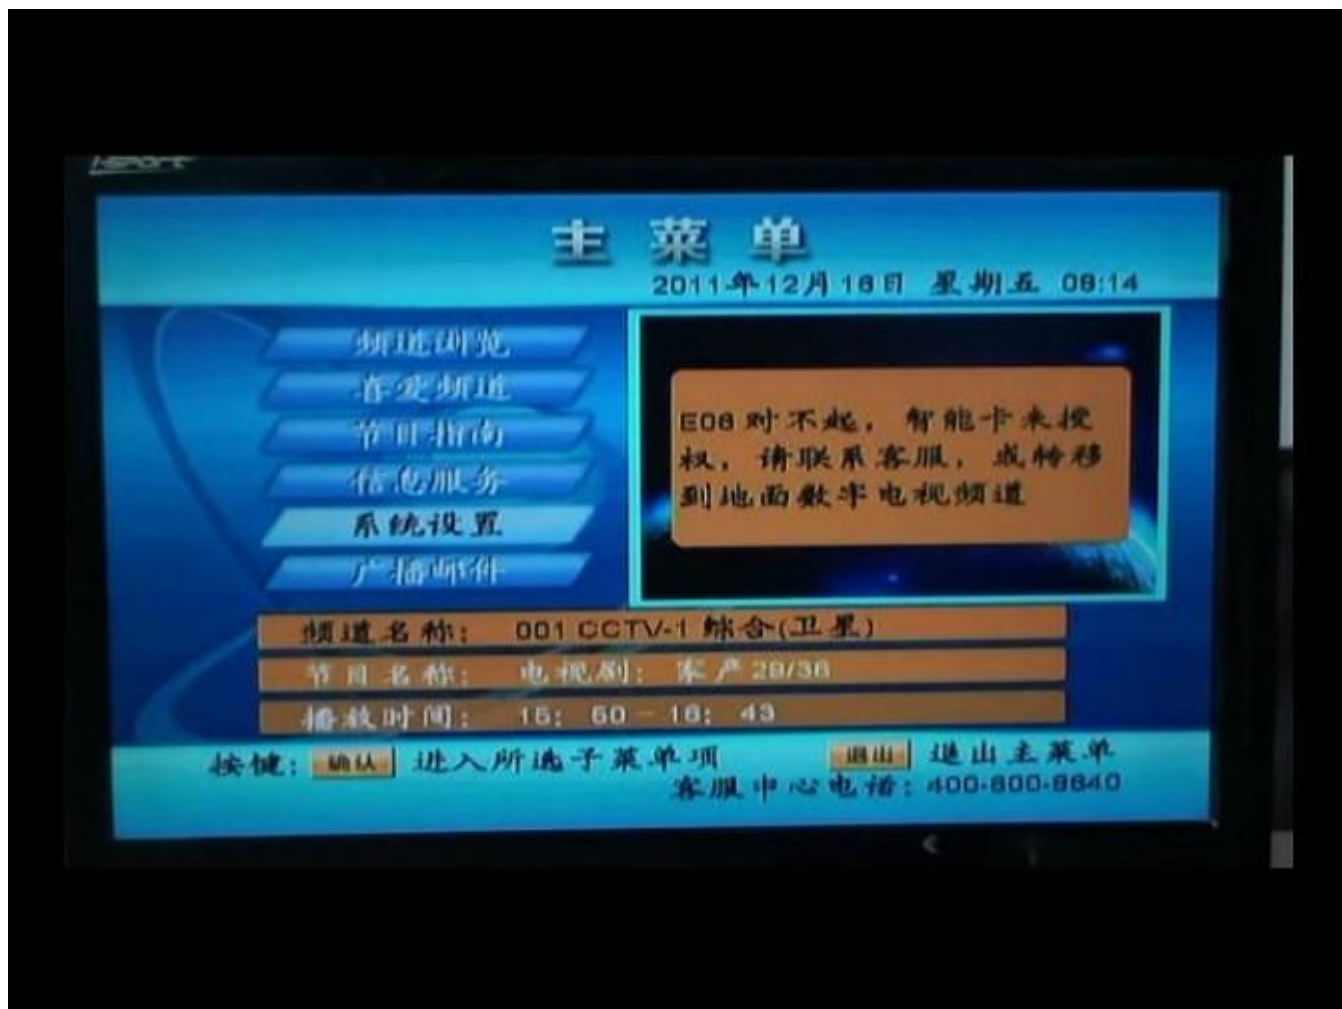 主菜单
2011年12月16日 星期五 08:14
频道浏览
喜爱频道
节目指南
信息服务
系统设置
广播邮件
E08 对不起，智能卡未授
权，请联系客服，或转移
到地面数字电视频道
频道名称： 001 CCTV-1 综合(卫星)
节目名称： 电视剧：家产 28/36
播放时间： 15：50－16：43
按键： 确认 进入所选子菜单项 退出 退出主菜单
客服中心电话：400-600-8640